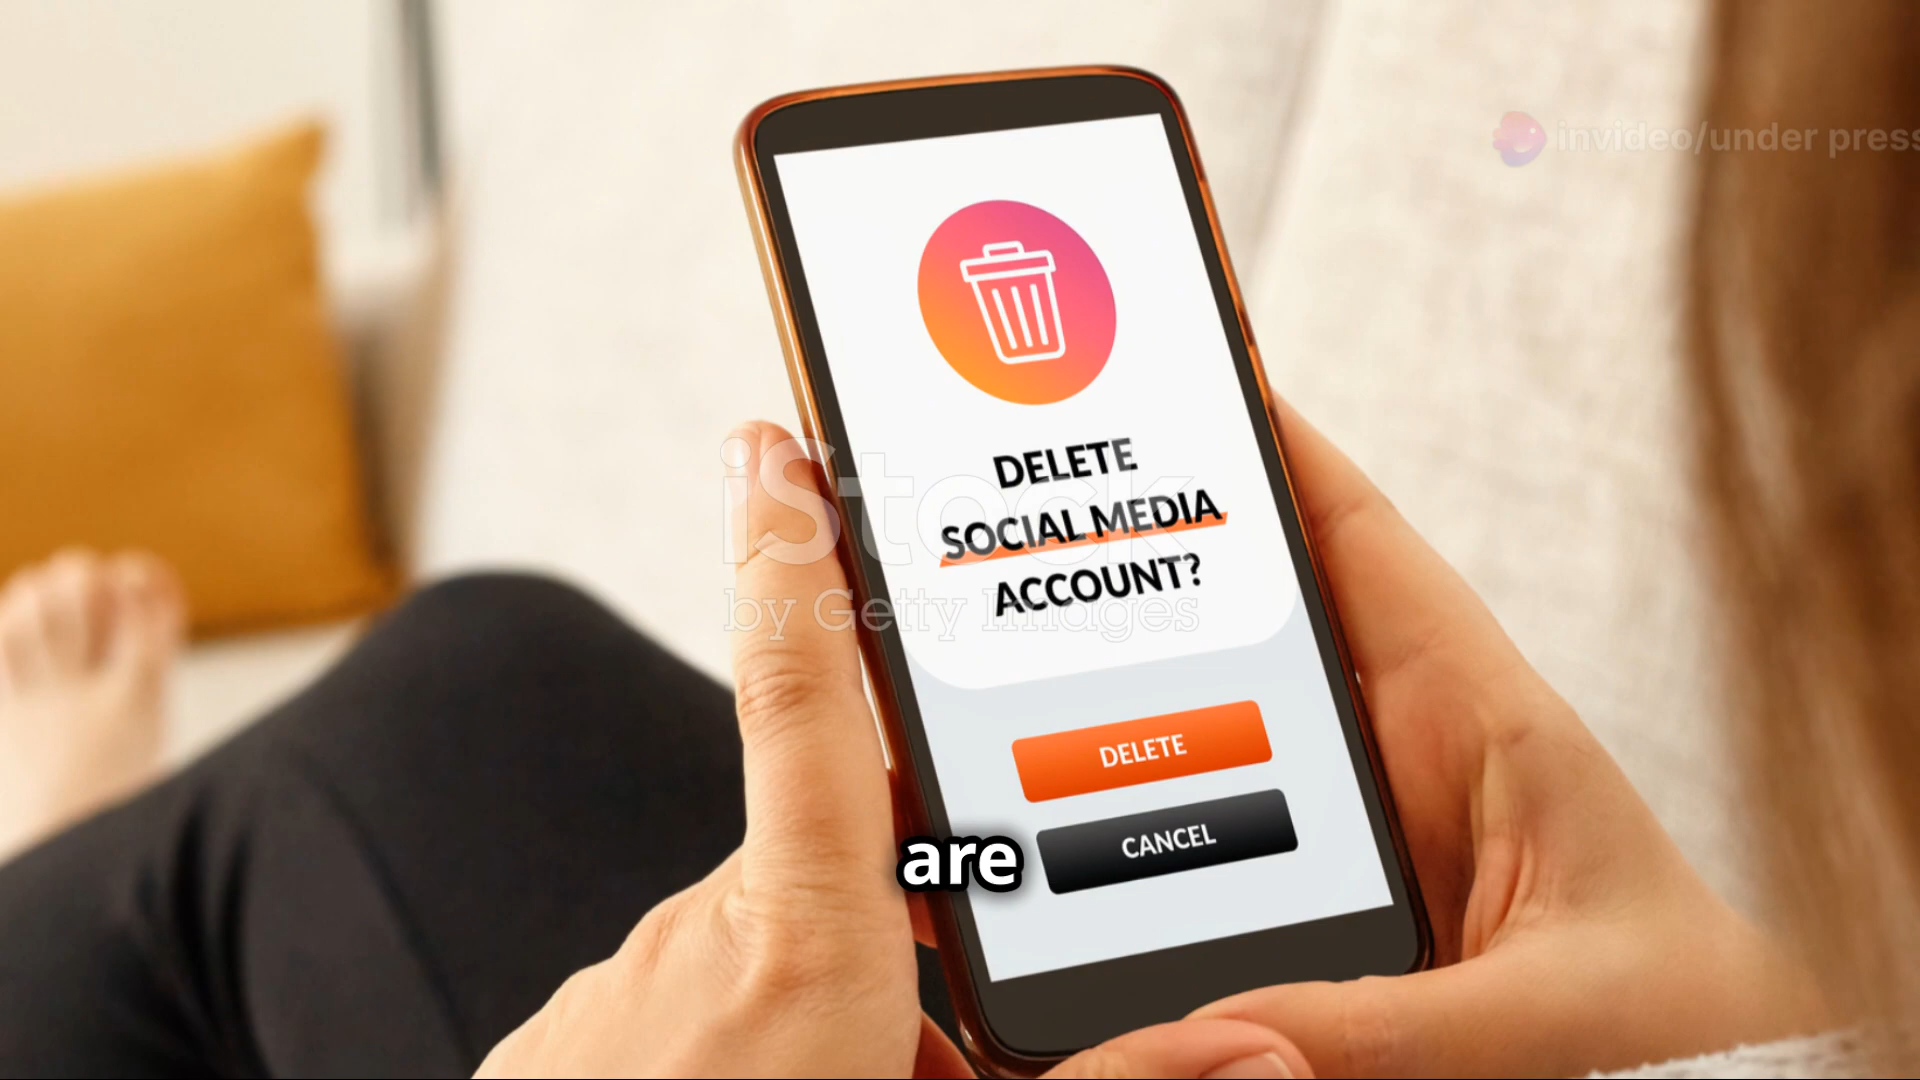 invideo/under press
DELETE
SOCIAL MEDIA
ACCOUNT?
iStock
by Getty Images
DELETE
CANCEL
are